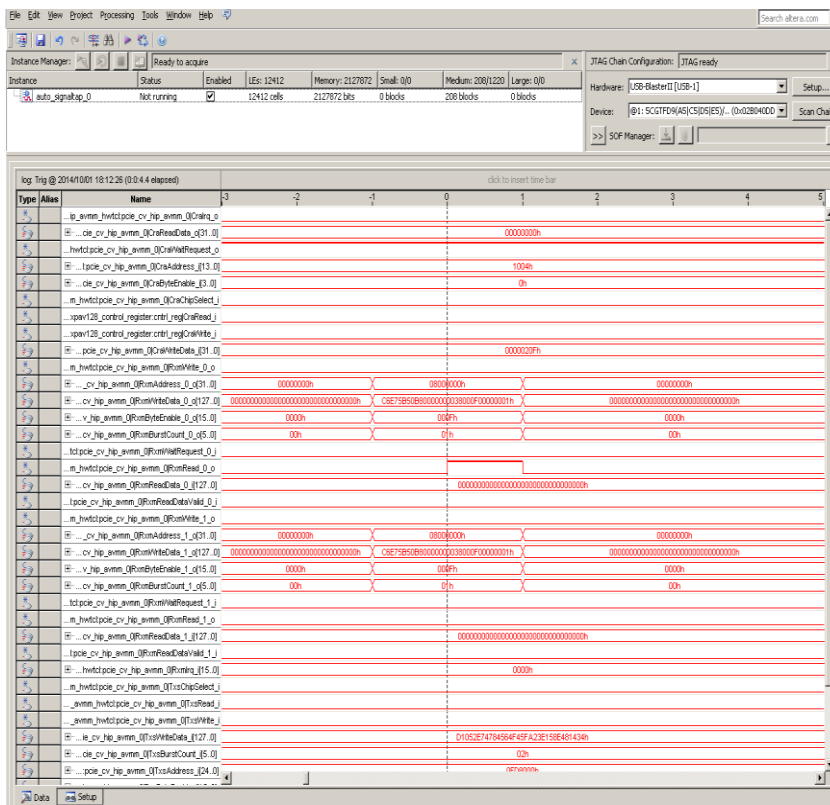 File Edit View Project Processing Tools Window Help
Search altera.com
Instance Manager: Ready to acquire
JTAG Chain Configuration: JTAG ready
Instance Status Enabled LEs: 12412 Memory: 2127872 Small: 0/0 Medium: 208/1220 Large: 0/0
auto_signaltap_0 Not running 12412 cells 2127872 bits 0 blocks 208 blocks 0 blocks
Hardware: USB-BlasterII [USB-1] Setup...
Device: @1: 5CGTFD9(A5|C5|D5|E5)/.. (0x02B040DD Scan Chai
>> SOF Manager:
log: Trig @ 2014/10/01 18:12:26 (0:0:4.4 elapsed) click to insert time bar
Type Alias Name -3 -2 -1 0 1 2 3 4 5
...ip_avmm_hwtcl:pcie_cv_hip_avmm_0|CraIrq_o
...cie_cv_hip_avmm_0|CraReadData_o[31..0] 00000000h
...hwtcl:pcie_cv_hip_avmm_0|CraWaitRequest_o
...l:pcie_cv_hip_avmm_0|CraAddress_i[13..0] 1004h
...cie_cv_hip_avmm_0|CraByteEnable_i[3..0] 0h
...m_hwtcl:pcie_cv_hip_avmm_0|CraChipSelect_i
...xpav128_control_register:cntrl_reg|CraRead_i
...xpav128_control_register:cntrl_reg|CraWrite_i
...pcie_cv_hip_avmm_0|CraWriteData_i[31..0] 0000020Fh
...m_hwtcl:pcie_cv_hip_avmm_0|RxmWrite_0_o
..._cv_hip_avmm_0|RxmAddress_0_o[31..0] 00000000h 08000000h 00000000h
...cv_hip_avmm_0|RxmWriteData_0_o[127..0] 00000000000000000000000000000000h C6E75B50B80000000038000F00000001h 00000000000000000000000000000000h
...v_hip_avmm_0|RxmByteEnable_0_o[15..0] 0000h 000Fh 0000h
...cv_hip_avmm_0|RxmBurstCount_0_o[5..0] 00h 01h 00h
...tcl:pcie_cv_hip_avmm_0|RxmWaitRequest_0_i
...m_hwtcl:pcie_cv_hip_avmm_0|RxmRead_0_o
...cv_hip_avmm_0|RxmReadData_0_i[127..0] 00000000000000000000000000000000h
...l:pcie_cv_hip_avmm_0|RxmReadDataValid_0_i
...m_hwtcl:pcie_cv_hip_avmm_0|RxmWrite_1_o
..._cv_hip_avmm_0|RxmAddress_1_o[31..0] 00000000h 08000000h 00000000h
...cv_hip_avmm_0|RxmWriteData_1_o[127..0] 00000000000000000000000000000000h C6E75B50B80000000038000F00000001h 00000000000000000000000000000000h
...v_hip_avmm_0|RxmByteEnable_1_o[15..0] 0000h 000Fh 0000h
...cv_hip_avmm_0|RxmBurstCount_1_o[5..0] 00h 01h 00h
...tcl:pcie_cv_hip_avmm_0|RxmWaitRequest_1_i
...m_hwtcl:pcie_cv_hip_avmm_0|RxmRead_1_o
...cv_hip_avmm_0|RxmReadData_1_i[127..0] 00000000000000000000000000000000h
...l:pcie_cv_hip_avmm_0|RxmReadDataValid_1_i
...hwtcl:pcie_cv_hip_avmm_0|RxmIrq_i[15..0] 0000h
...m_hwtcl:pcie_cv_hip_avmm_0|TxsChipSelect_i
..._avmm_hwtcl:pcie_cv_hip_avmm_0|TxsRead_i
..._avmm_hwtcl:pcie_cv_hip_avmm_0|TxsWrite_i
...ie_cv_hip_avmm_0|TxsWriteData_i[127..0] D1052E74784564F45FA23E158E481434h
...cie_cv_hip_avmm_0|TxsBurstCount_i[5..0] 02h
...:pcie_cv_hip_avmm_0|TxsAddress_i[24..0]
Data Setup